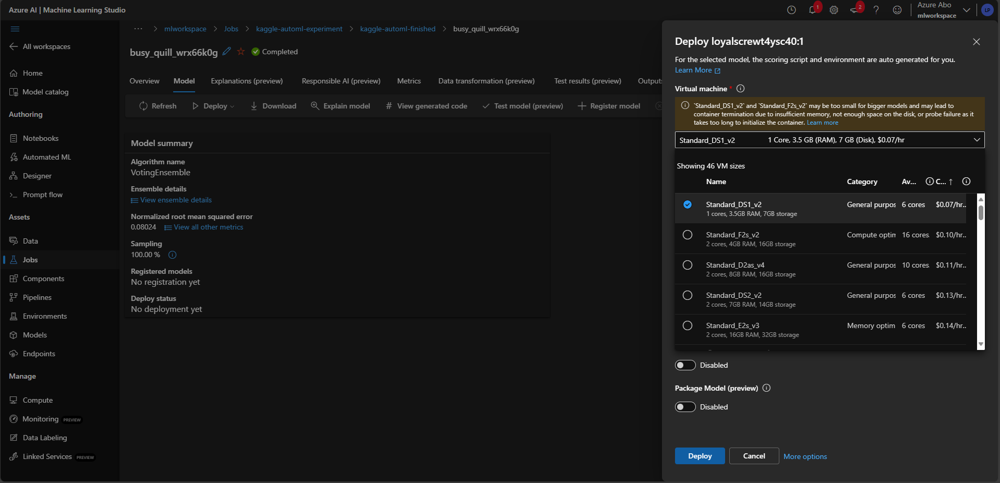 Azure AI | Machine Learning Studio
1
2
Azure Abo
mlworkspace
LP
All workspaces
Home
Model catalog
Authoring
Notebooks
Automated ML
Designer
Prompt flow
Assets
Data
Jobs
Components
Pipelines
Environments
Models
Endpoints
Manage
Compute
Monitoring PREVIEW
Data Labeling
Linked Services PREVIEW
··· > mlworkspace > Jobs > kaggle-automl-experiment > kaggle-automl-finished > busy_quill_wrx66k0g
busy_quill_wrx66k0g Completed
Overview Model Explanations (preview) Responsible AI (preview) Metrics Data transformation (preview) Test results (preview) Outputs
Refresh Deploy Download Explain model # View generated code Test model (preview) Register model
Model summary
Algorithm name
VotingEnsemble
Ensemble details
View ensemble details
Normalized root mean squared error
0.08024 View all other metrics
Sampling
100.00 %
Registered models
No registration yet
Deploy status
No deployment yet
Deploy loyalscrewt4ysc40:1
For the selected model, the scoring script and environment are auto generated for you.
Learn More
Virtual machine *
`Standard_DS1_v2` and `Standard_F2s_v2` may be too small for bigger models and may lead to
container termination due to insufficient memory, not enough space on the disk, or probe failure as it
takes too long to initialize the container. Learn more
Standard_DS1_v2 1 Core, 3.5 GB (RAM), 7 GB (Disk), $0.07/hr
Showing 46 VM sizes
Name Category Av... C... ↑
Standard_DS1_v2 General purpos 6 cores $0.07/hr..
1 cores, 3.5GB RAM, 7GB storage
Standard_F2s_v2 Compute optim 16 cores $0.10/hr..
2 cores, 4GB RAM, 16GB storage
Standard_D2as_v4 General purpos 10 cores $0.11/hr..
2 cores, 8GB RAM, 16GB storage
Standard_DS2_v2 General purpos 6 cores $0.13/hr..
2 cores, 7GB RAM, 14GB storage
Standard_E2s_v3 Memory optim 6 cores $0.14/hr..
2 cores, 16GB RAM, 32GB storage
Disabled
Package Model (preview)
Disabled
Deploy Cancel More options